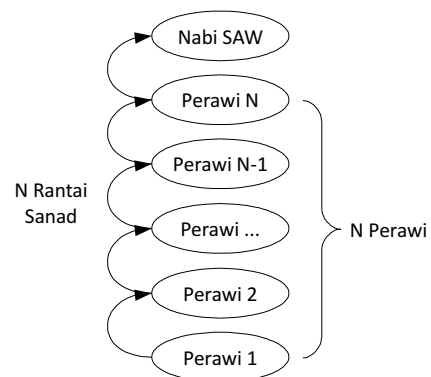 Nabi SAW
Perawi N
Perawi N-1
N Rantai
Sanad
Perawi ...
N Perawi
Perawi 2
Perawi 1